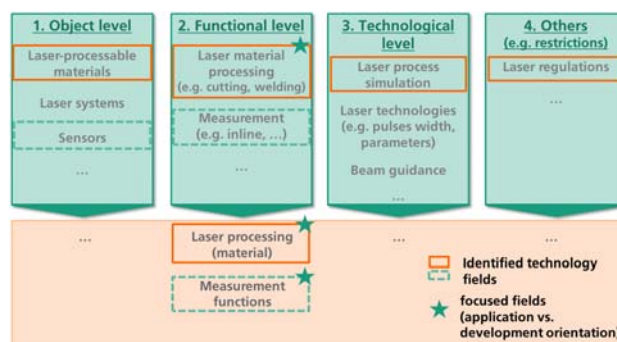 1. Object level
Laser-processable
materials
Laser systems
Sensors
...
2. Functional level
Laser material
processing
(e.g. cutting, welding)
Measurement
(e.g. inline, ...)
...
3. Technological
level
Laser process
simulation
Laser technologies
(e.g. pulses width,
parameters)
Beam guidance
...
4. Others
(e.g. restrictions)
Laser regulations
...
...
Laser processing
(material)
Measurement
functions
...
...
Identified technology
fields
focused fields
(application vs.
development orientation)